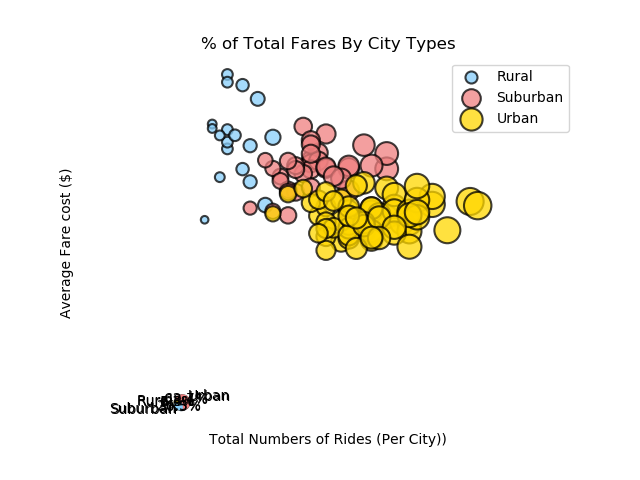 % of Total Fares By City Types
Rural
Suburban
Urban
Average Fare cost ($)
Urban
Rural
Suburban
Total Numbers of Rides (Per City))